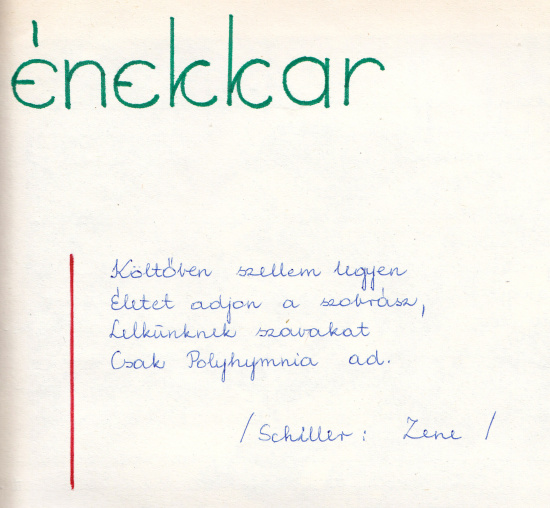 énekkar
Költőben szellem legyen
Életet adjon a szobrász,
Lelkünknek szavakat
Csak Polyhymnia ad.
/Schiller: Zene /